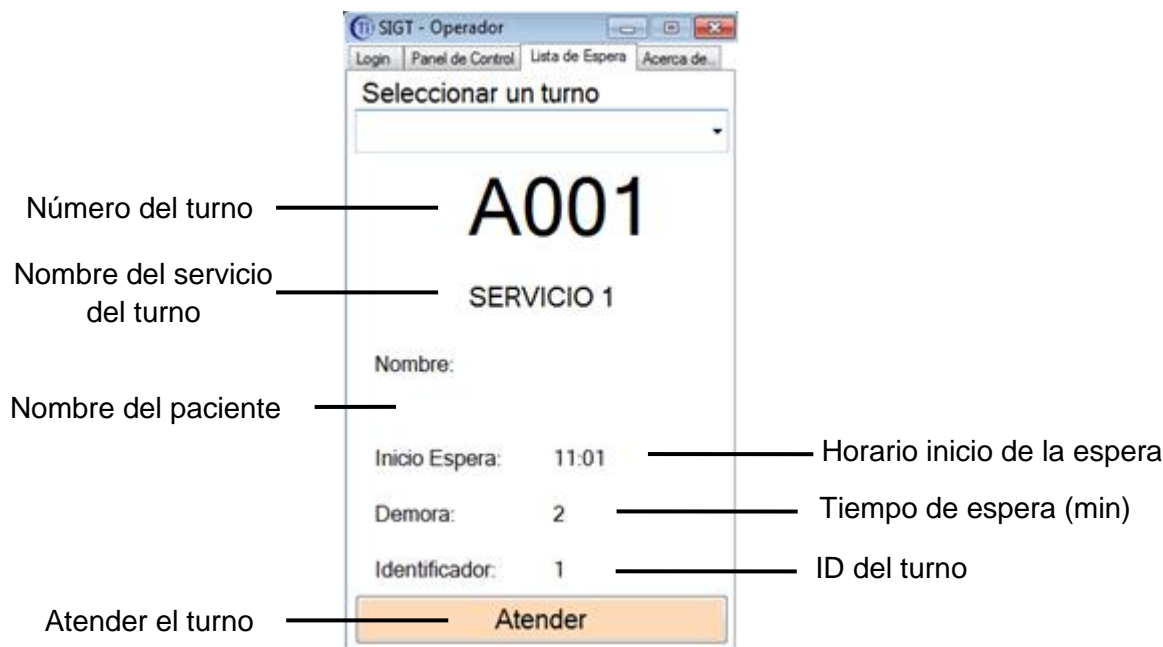 SIGT - Operador
Login Panel de Control Lista de Espera Acerca de...
Seleccionar un turno
Número del turno
A001
Nombre del servicio
del turno
SERVICIO 1
Nombre:
Nombre del paciente
Inicio Espera: 11:01
Horario inicio de la espera
Demora: 2
Tiempo de espera (min)
Identificador: 1
ID del turno
Atender el turno
Atender